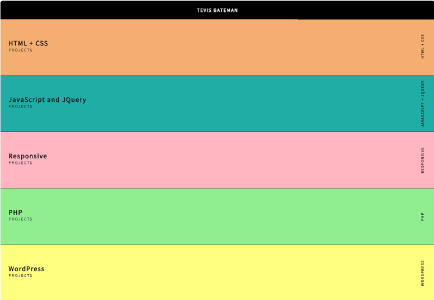 TEVIS BATEMAN
HTML + CSS
PROJECTS
HTML + CSS
JavaScript and JQuery
PROJECTS
JAVASCRIPT + JQUERY
Responsive
PROJECTS
RESPONSIVE
PHP
PROJECTS
PHP
WordPress
PROJECTS
WORDPRESS